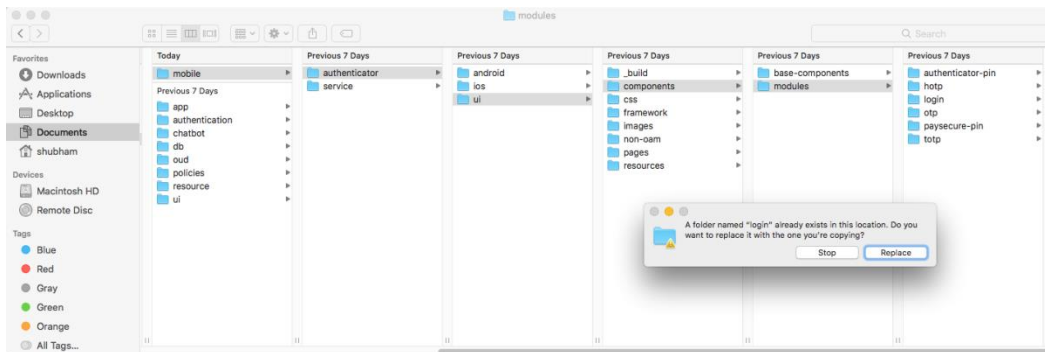 modules
Search
Favorites
Downloads
Applications
Desktop
Documents
shubham
Devices
Macintosh HD
Remote Disc
Tags
Blue
Red
Gray
Green
Orange
All Tags...
Today
mobile
Previous 7 Days
app
authentication
chatbot
db
oud
policies
resource
ui
Previous 7 Days
authenticator
service
Previous 7 Days
android
ios
ui
Previous 7 Days
_build
components
css
framework
images
non-oam
pages
resources
Previous 7 Days
base-components
modules
Previous 7 Days
authenticator-pin
hotp
login
otp
paysecure-pin
totp
A folder named "login" already exists in this location. Do you
want to replace it with the one you're copying?
Stop
Replace